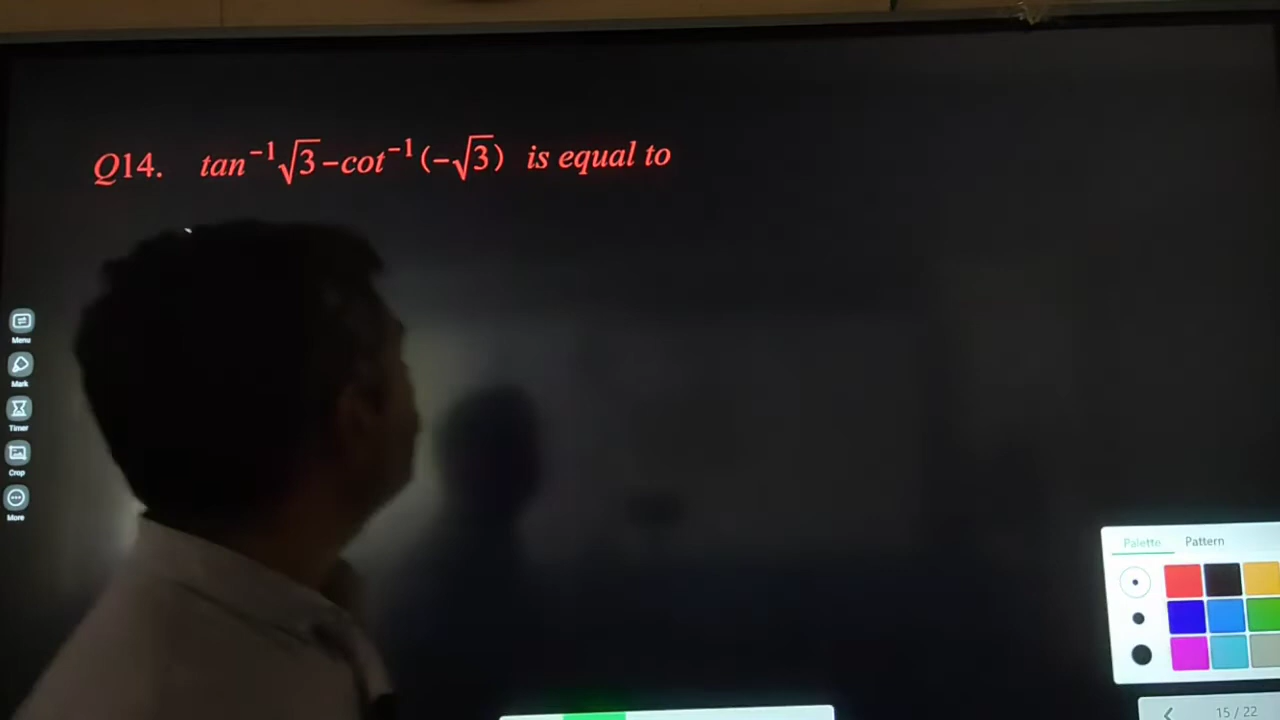 Q14. tan⁻¹√3-cot⁻¹(-√3) is equal to
Menu
Mark
Timer
Crop
More
Palette Pattern
< 15 / 22